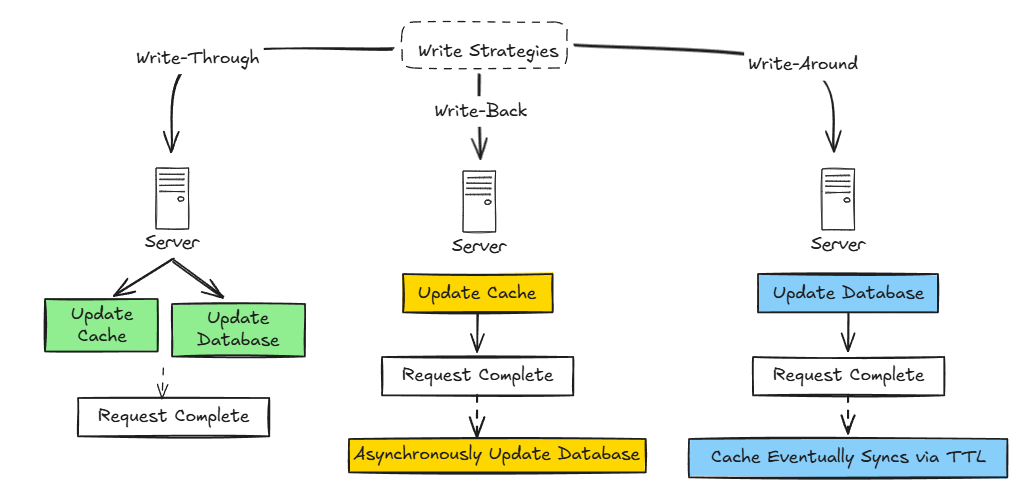 Write Strategies
Write-Through
Write-Back
Write-Around
Server
Server
Server
Update
Cache
Update
Database
Request Complete
Update Cache
Request Complete
Asynchronously Update Database
Update Database
Request Complete
Cache Eventually Syncs via TTL